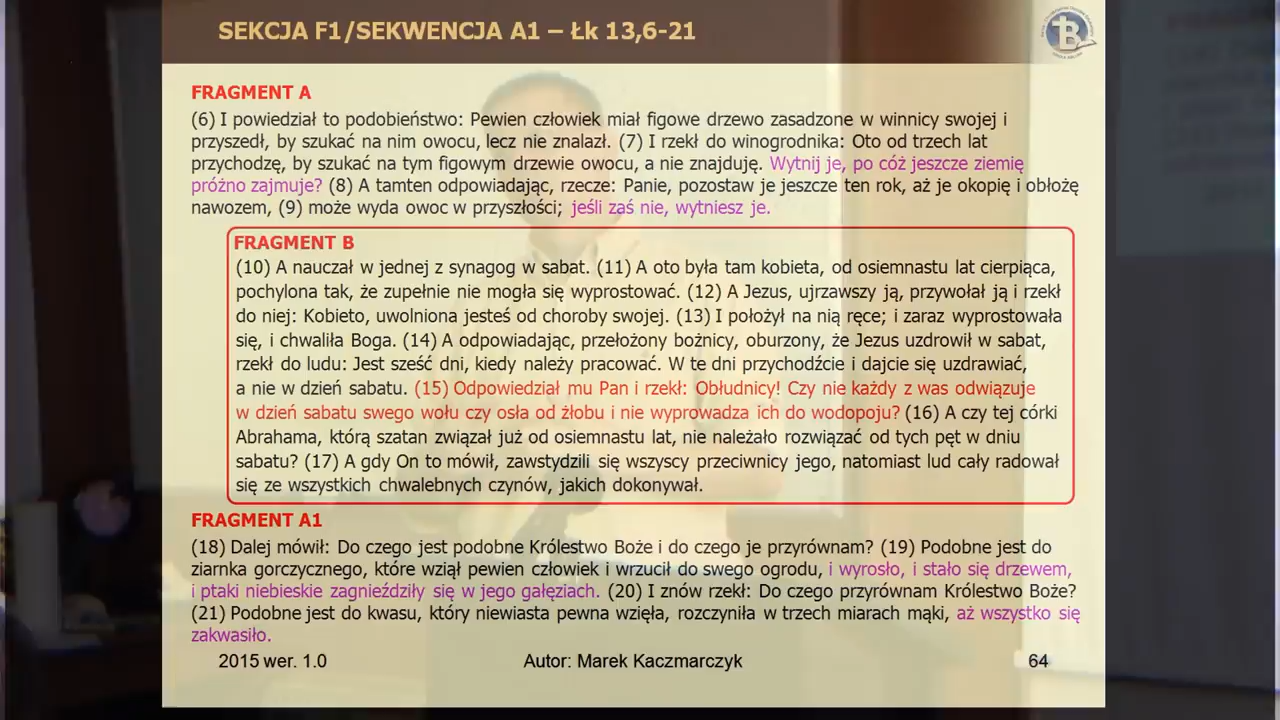 SEKCJA F1/SEKWENCJA A1 – Łk 13,6-21
FRAGMENT A
(6) I powiedział to podobieństwo: Pewien człowiek miał figowe drzewo zasadzone w winnicy swojej i
przyszedł, by szukać na nim owocu, lecz nie znalazł. (7) I rzekł do winogrodnika: Oto od trzech lat
przychodzę, by szukać na tym figowym drzewie owocu, a nie znajduję. Wytnij je, po cóż jeszcze ziemię
próżno zajmuje? (8) A tamten odpowiadając, rzecze: Panie, pozostaw je jeszcze ten rok, aż je okopię i obłożę
nawozem, (9) może wyda owoc w przyszłości; jeśli zaś nie, wytniesz je.
FRAGMENT B
(10) A nauczał w jednej z synagog w sabat. (11) A oto była tam kobieta, od osiemnastu lat cierpiąca,
pochylona tak, że zupełnie nie mogła się wyprostować. (12) A Jezus, ujrzawszy ją, przywołał ją i rzekł
do niej: Kobieto, uwolniona jesteś od choroby swojej. (13) I położył na nią ręce; i zaraz wyprostowała
się, i chwaliła Boga. (14) A odpowiadając, przełożony bożnicy, oburzony, że Jezus uzdrowił w sabat,
rzekł do ludu: Jest sześć dni, kiedy należy pracować. W te dni przychodźcie i dajcie się uzdrawiać,
a nie w dzień sabatu. (15) Odpowiedział mu Pan i rzekł: Obłudnicy! Czy nie każdy z was odwiązuje
w dzień sabatu swego wołu czy osła od żłobu i nie wyprowadza ich do wodopoju? (16) A czy tej córki
Abrahama, którą szatan związał już od osiemnastu lat, nie należało rozwiązać od tych pęt w dniu
sabatu? (17) A gdy On to mówił, zawstydzili się wszyscy przeciwnicy jego, natomiast lud cały radował
się ze wszystkich chwalebnych czynów, jakich dokonywał.
FRAGMENT A1
(18) Dalej mówił: Do czego jest podobne Królestwo Boże i do czego je przyrównam? (19) Podobne jest do
ziarnka gorczycznego, które wziął pewien człowiek i wrzucił do swego ogrodu, i wyrosło, i stało się drzewem,
i ptaki niebieskie zagnieździły się w jego gałęziach. (20) I znów rzekł: Do czego przyrównam Królestwo Boże?
(21) Podobne jest do kwasu, który niewiasta pewna wzięła, rozczyniła w trzech miarach mąki, aż wszystko się
zakwasiło.
2015 wer. 1.0
Autor: Marek Kaczmarczyk
64